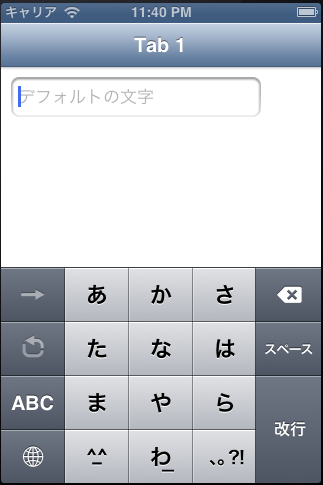 キャリア 11:40 PM
Tab 1
デフォルトの文字
→ あ か さ
た な は スペース
ABC ま や ら
^_^ わ_ 、。?! 改行